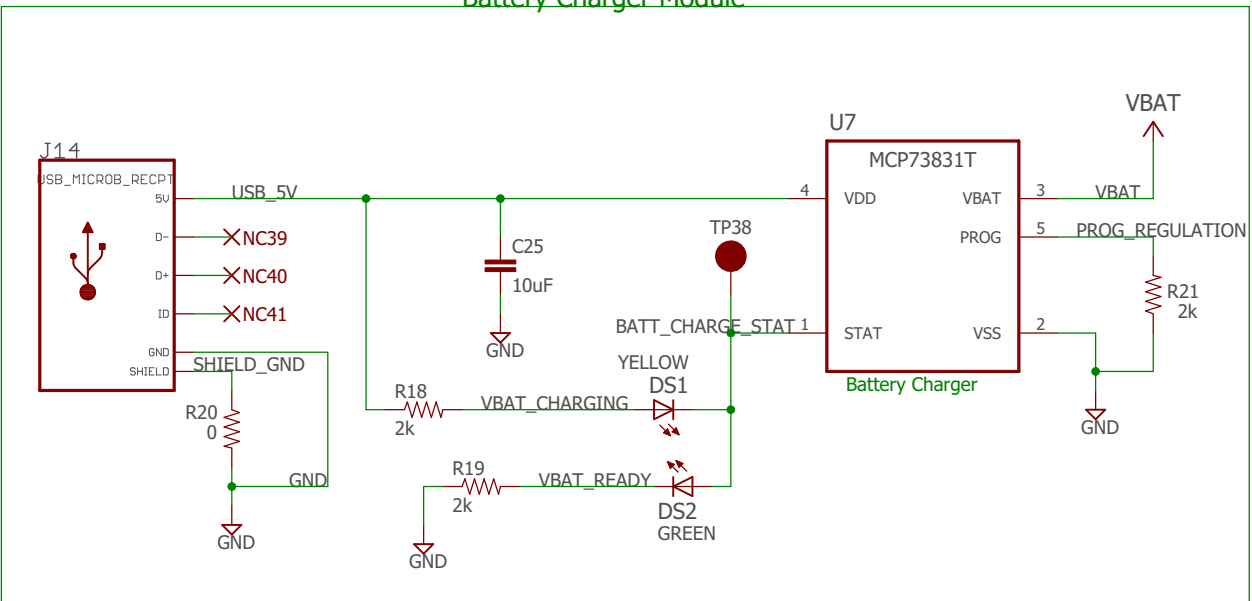 Battery Charger Module
VBAT
U7
J14
MCP73831T
USB_MICROB_RECPT
5V
USB_5V
4
VDD
VBAT
3
VBAT
D-
NC39
TP38
PROG
5
PROG_REGULATION
C25
D+
NC40
10uF
R21
2k
ID
NC41
BATT_CHARGE_STAT
1
STAT
VSS
2
GND
GND
SHIELD_GND
YELLOW
SHIELD
DS1
Battery Charger
R18
VBAT_CHARGING
R20
0
2k
GND
R19
VBAT_READY
GND
2k
DS2
GREEN
GND
GND